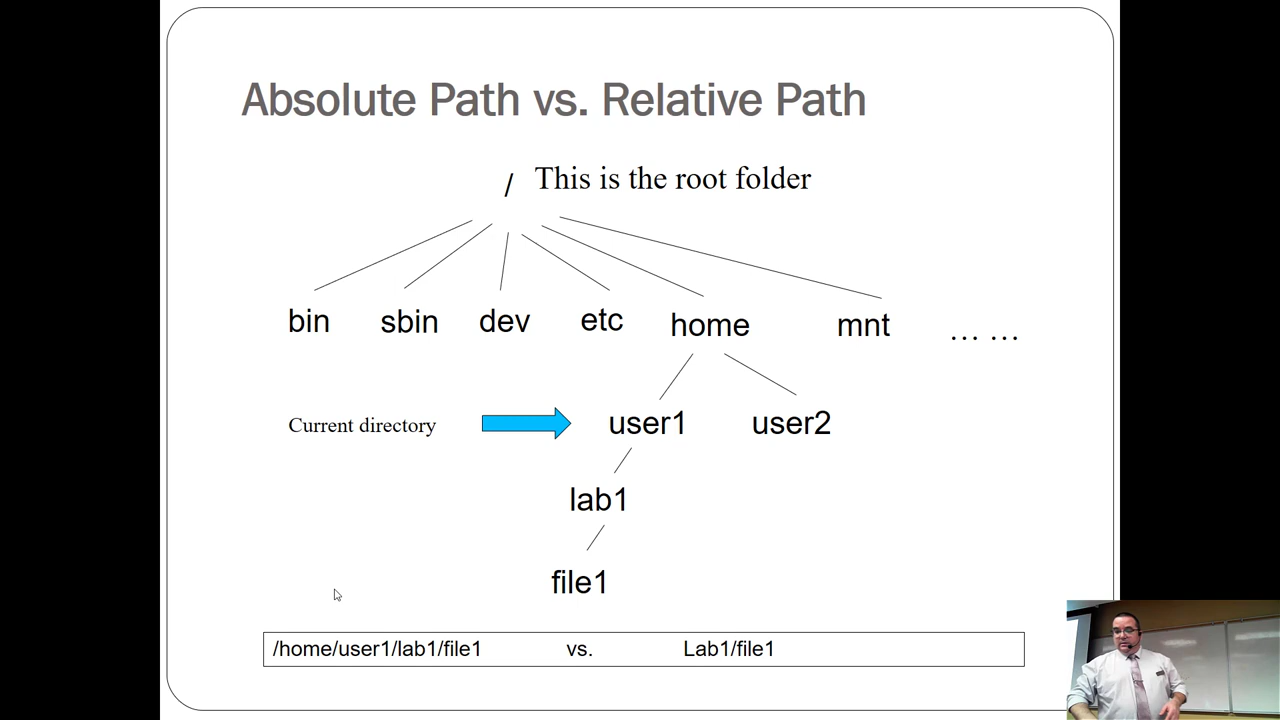 Absolute Path vs. Relative Path
/ This is the root folder
bin sbin dev etc home mnt … …
Current directory user1 user2
lab1
file1
/home/user1/lab1/file1 vs. Lab1/file1